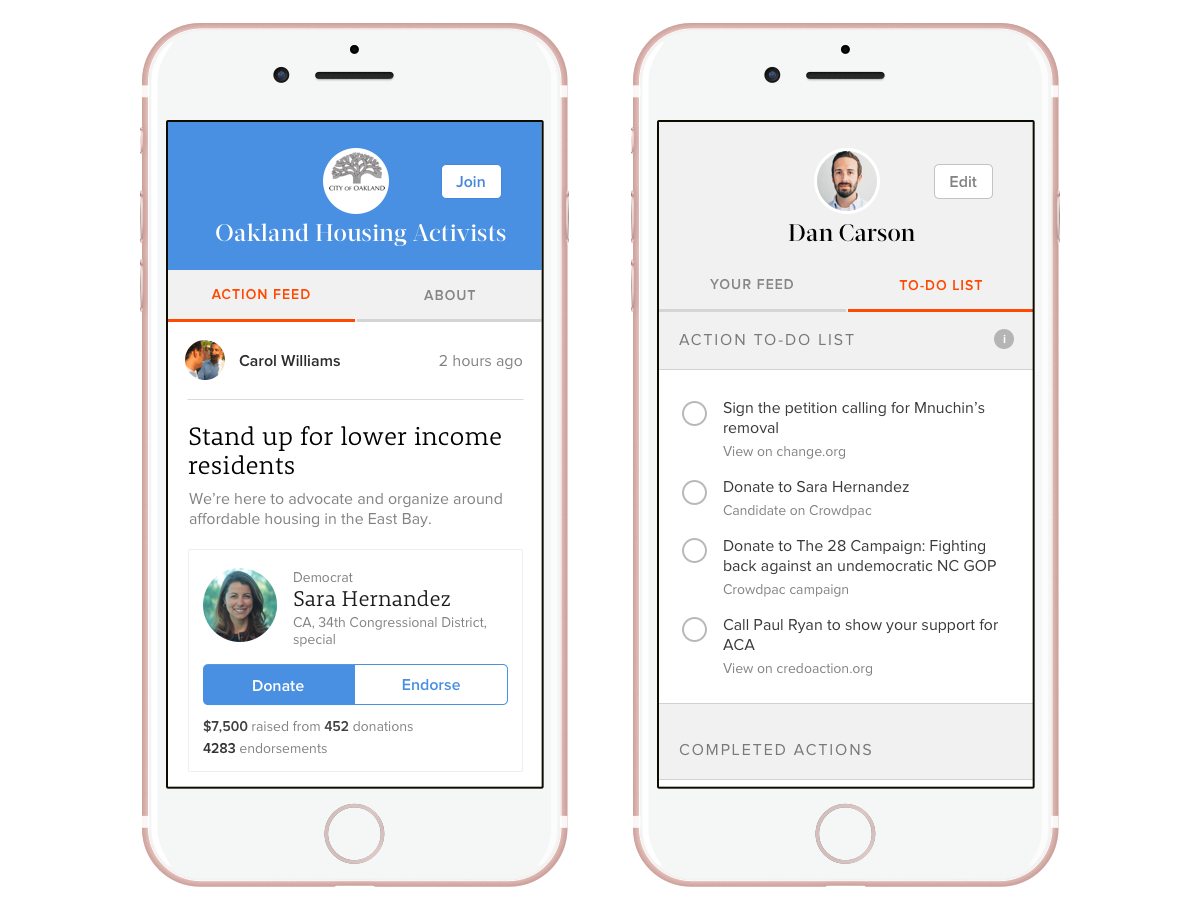 CITY OF OAKLAND
Join
Oakland Housing Activists
ACTION FEED
ABOUT
Carol Williams
2 hours ago
Stand up for lower income
residents
We’re here to advocate and organize around
affordable housing in the East Bay.
Democrat
Sara Hernandez
CA, 34th Congressional District,
special
Donate
Endorse
$7,500 raised from 452 donations
4283 endorsements
Edit
Dan Carson
YOUR FEED
TO-DO LIST
ACTION TO-DO LIST
i
Sign the petition calling for Mnuchin’s
removal
View on change.org
Donate to Sara Hernandez
Candidate on Crowdpac
Donate to The 28 Campaign: Fighting
back against an undemocratic NC GOP
Crowdpac campaign
Call Paul Ryan to show your support for
ACA
View on credoaction.org
COMPLETED ACTIONS